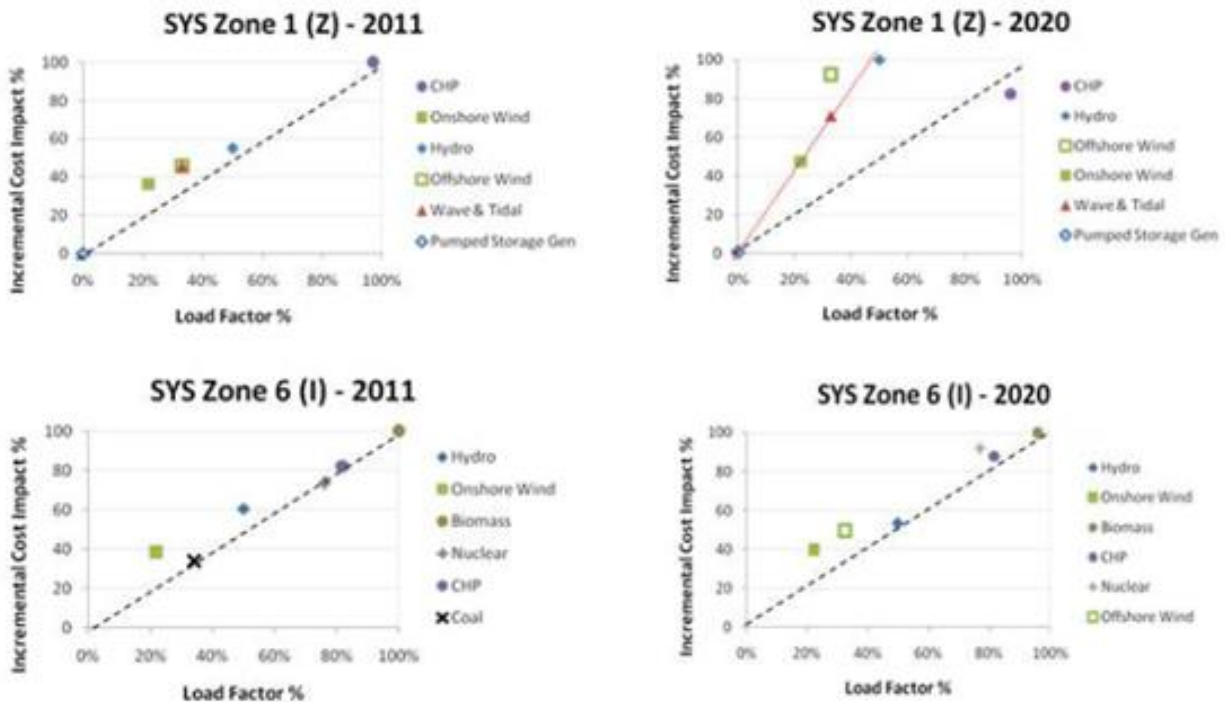 SYS Zone 1 (Z) - 2011
Incremental Cost Impact %
100
80
60
40
20
0
0%
20%
40%
60%
80%
100%
Load Factor %
CHP
Onshore Wind
Hydro
Offshore Wind
Wave & Tidal
Pumped Storage Gen
SYS Zone 1 (Z) - 2020
Incremental Cost Impact %
100
80
60
40
20
0
0%
20%
40%
60%
80%
100%
Load Factor %
CHP
Hydro
Offshore Wind
Onshore Wind
Wave & Tidal
Pumped Storage Gen
SYS Zone 6 (I) - 2011
Incremental Cost Impact %
100
80
60
40
20
0
0%
20%
40%
60%
80%
100%
Load Factor %
Hydro
Onshore Wind
Biomass
Nuclear
CHP
Coal
SYS Zone 6 (I) - 2020
Incremental Cost Impact %
100
80
60
40
20
0
0%
20%
40%
60%
80%
100%
Load Factor %
Hydro
Onshore Wind
Biomass
CHP
Nuclear
Offshore Wind